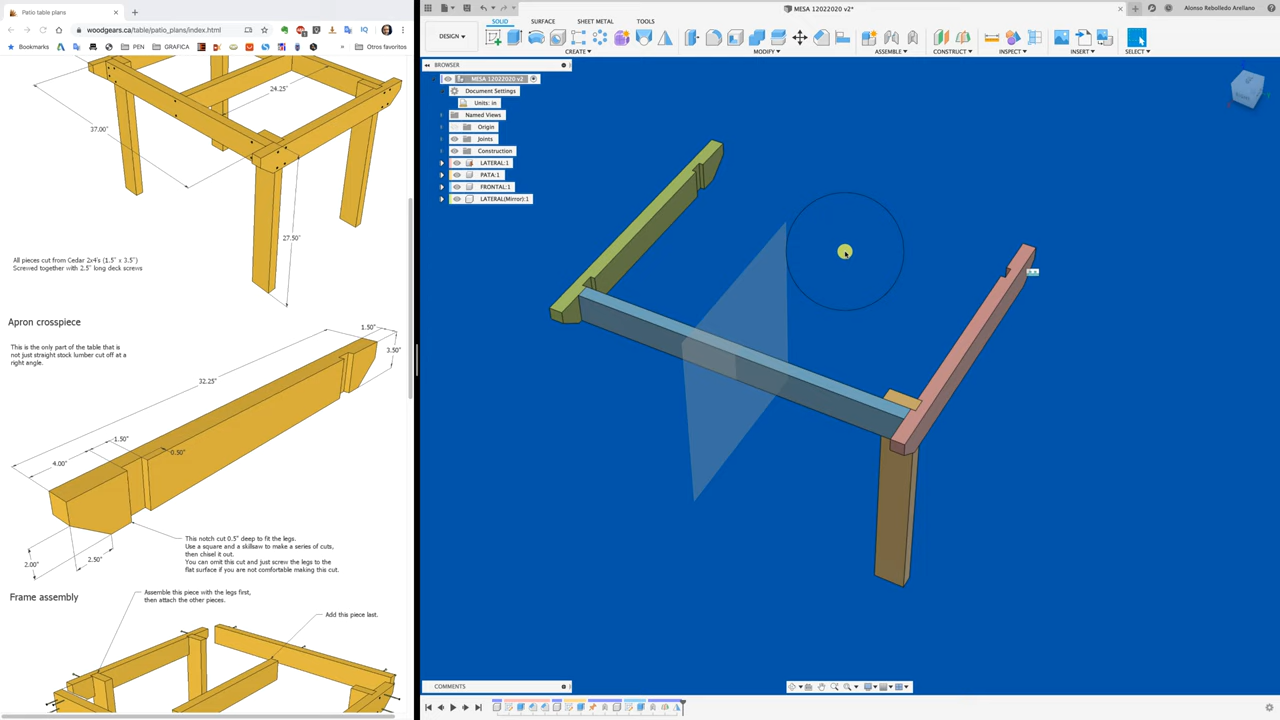 Patio table plans
woodgears.ca/table/patio_plans/index.html
Bookmarks
PEN
GRAFICA
Otros favoritos
24.25"
37.00"
27.50"
All pieces cut from Cedar 2x4's (1.5" x 3.5")
Screwed together with 2.5" long deck screws
Apron crosspiece
This is the only part of the table that is
not just straight stock lumber cut off at a
right angle.
1.50"
3.50"
32.25"
1.50"
4.00"
0.50"
2.50"
2.00"
This notch cut 0.5" deep to fit the legs.
Use a square and a skillsaw to make a series of cuts,
then chisel it out.
You can omit this cut and just screw the legs to the
flat surface if you are not comfortable making this cut.
Frame assembly
Assemble this piece with the legs first,
then attach the other pieces.
Add this piece last.
MESA 12022020 v2*
Alonso Rebolledo Arellano
SOLID
SURFACE
SHEET METAL
TOOLS
DESIGN
CREATE
MODIFY
ASSEMBLE
CONSTRUCT
INSPECT
INSERT
SELECT
BROWSER
MESA 12022020 v2
Document Settings
Units: in
Named Views
Origin
Joints
Construction
LATERAL:1
PATA:1
FRONTAL:1
LATERAL(Mirror):1
COMMENTS